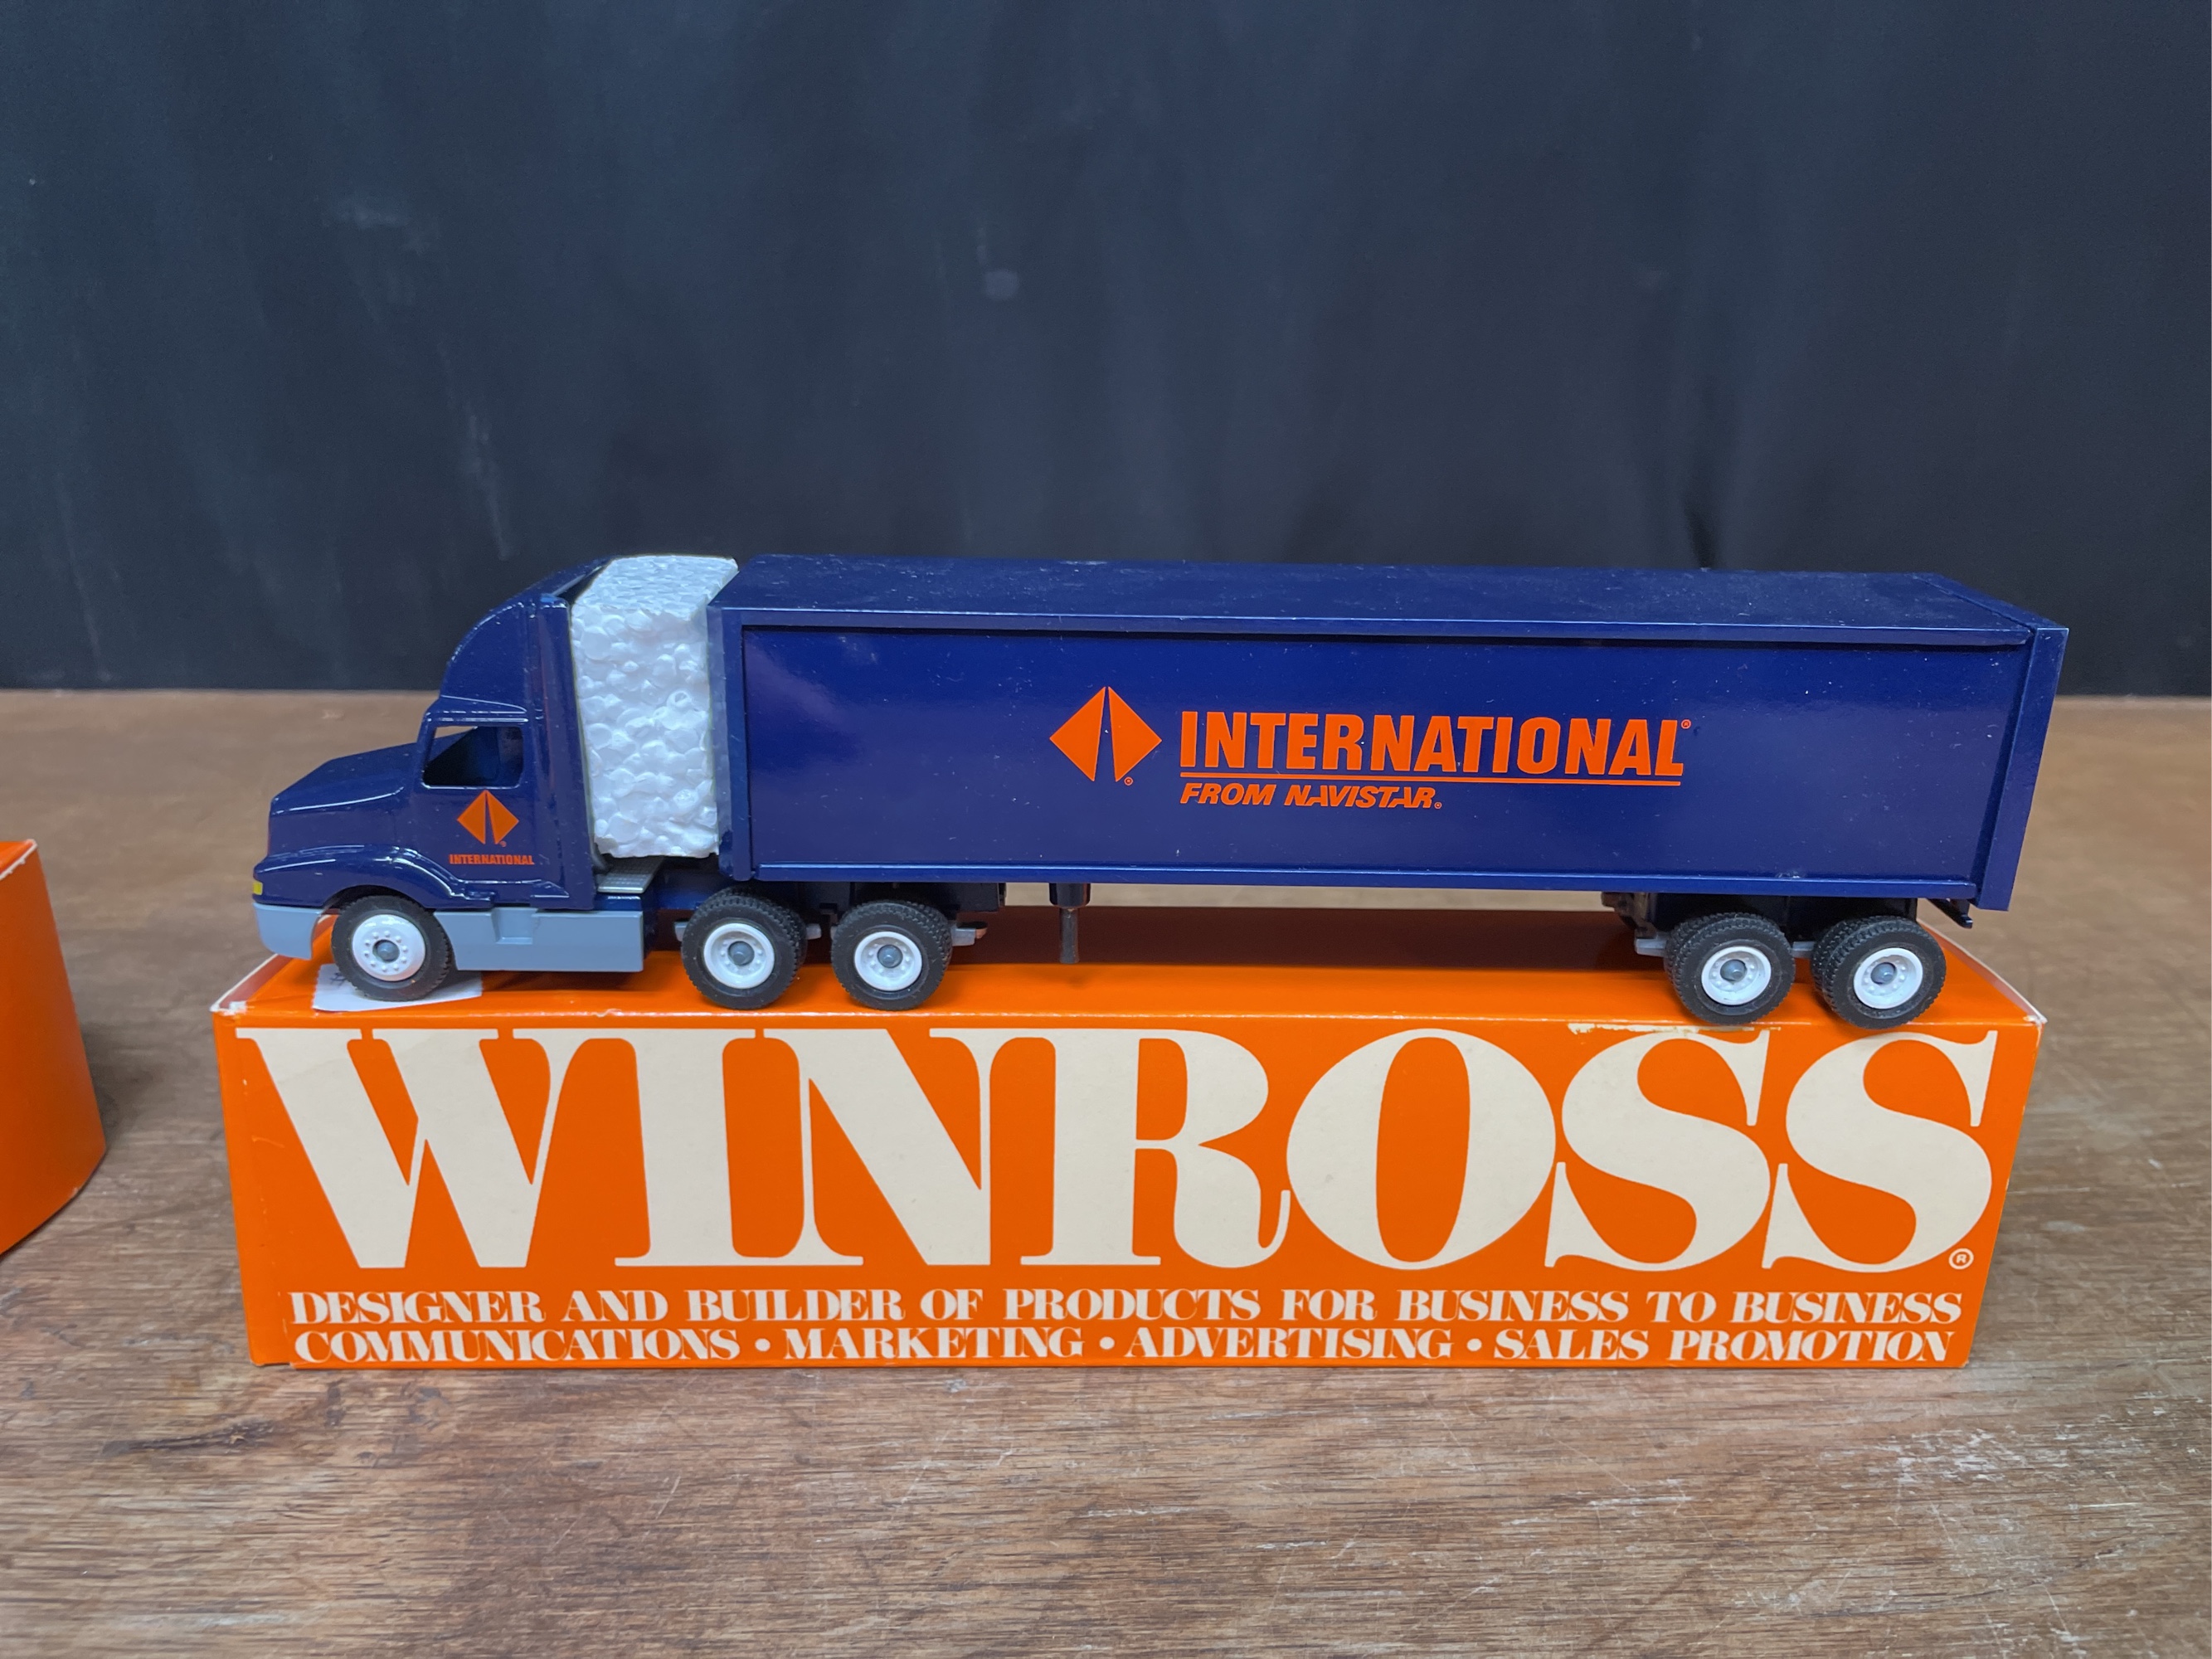 INTERNATIONAL®
FROM NAVISTAR®
®
®
INTERNATIONAL
WINROSS®
DESIGNER AND BUILDER OF PRODUCTS FOR BUSINESS TO BUSINESS
COMMUNICATIONS • MARKETING • ADVERTISING • SALES PROMOTION